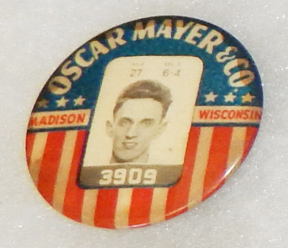 OSCAR MAYER & CO
27 6-4
MADISON WISCONSIN
3909